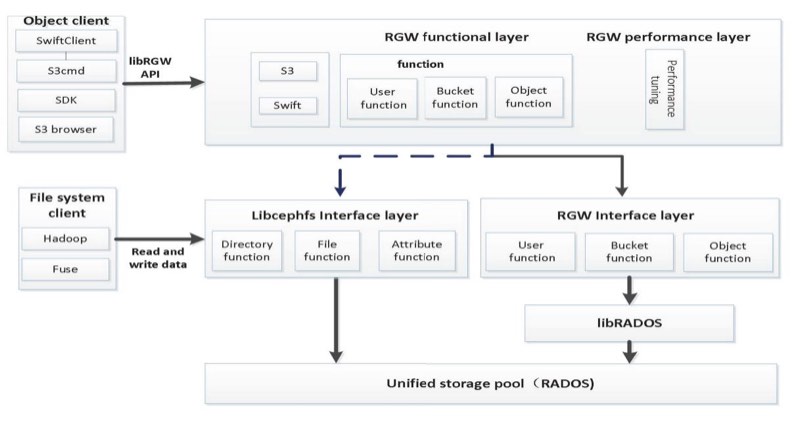 Object client
SwiftClient
S3cmd
SDK
S3 browser
libRGW
API
RGW functional layer
RGW performance layer
S3
Swift
function
User
function
Bucket
function
Object
function
Performance
tuning
File system
client
Hadoop
Fuse
Read and
write data
Libcephfs Interface layer
Directory
function
File
function
Attribute
function
RGW Interface layer
User
function
Bucket
function
Object
function
libRADOS
Unified storage pool（RADOS)